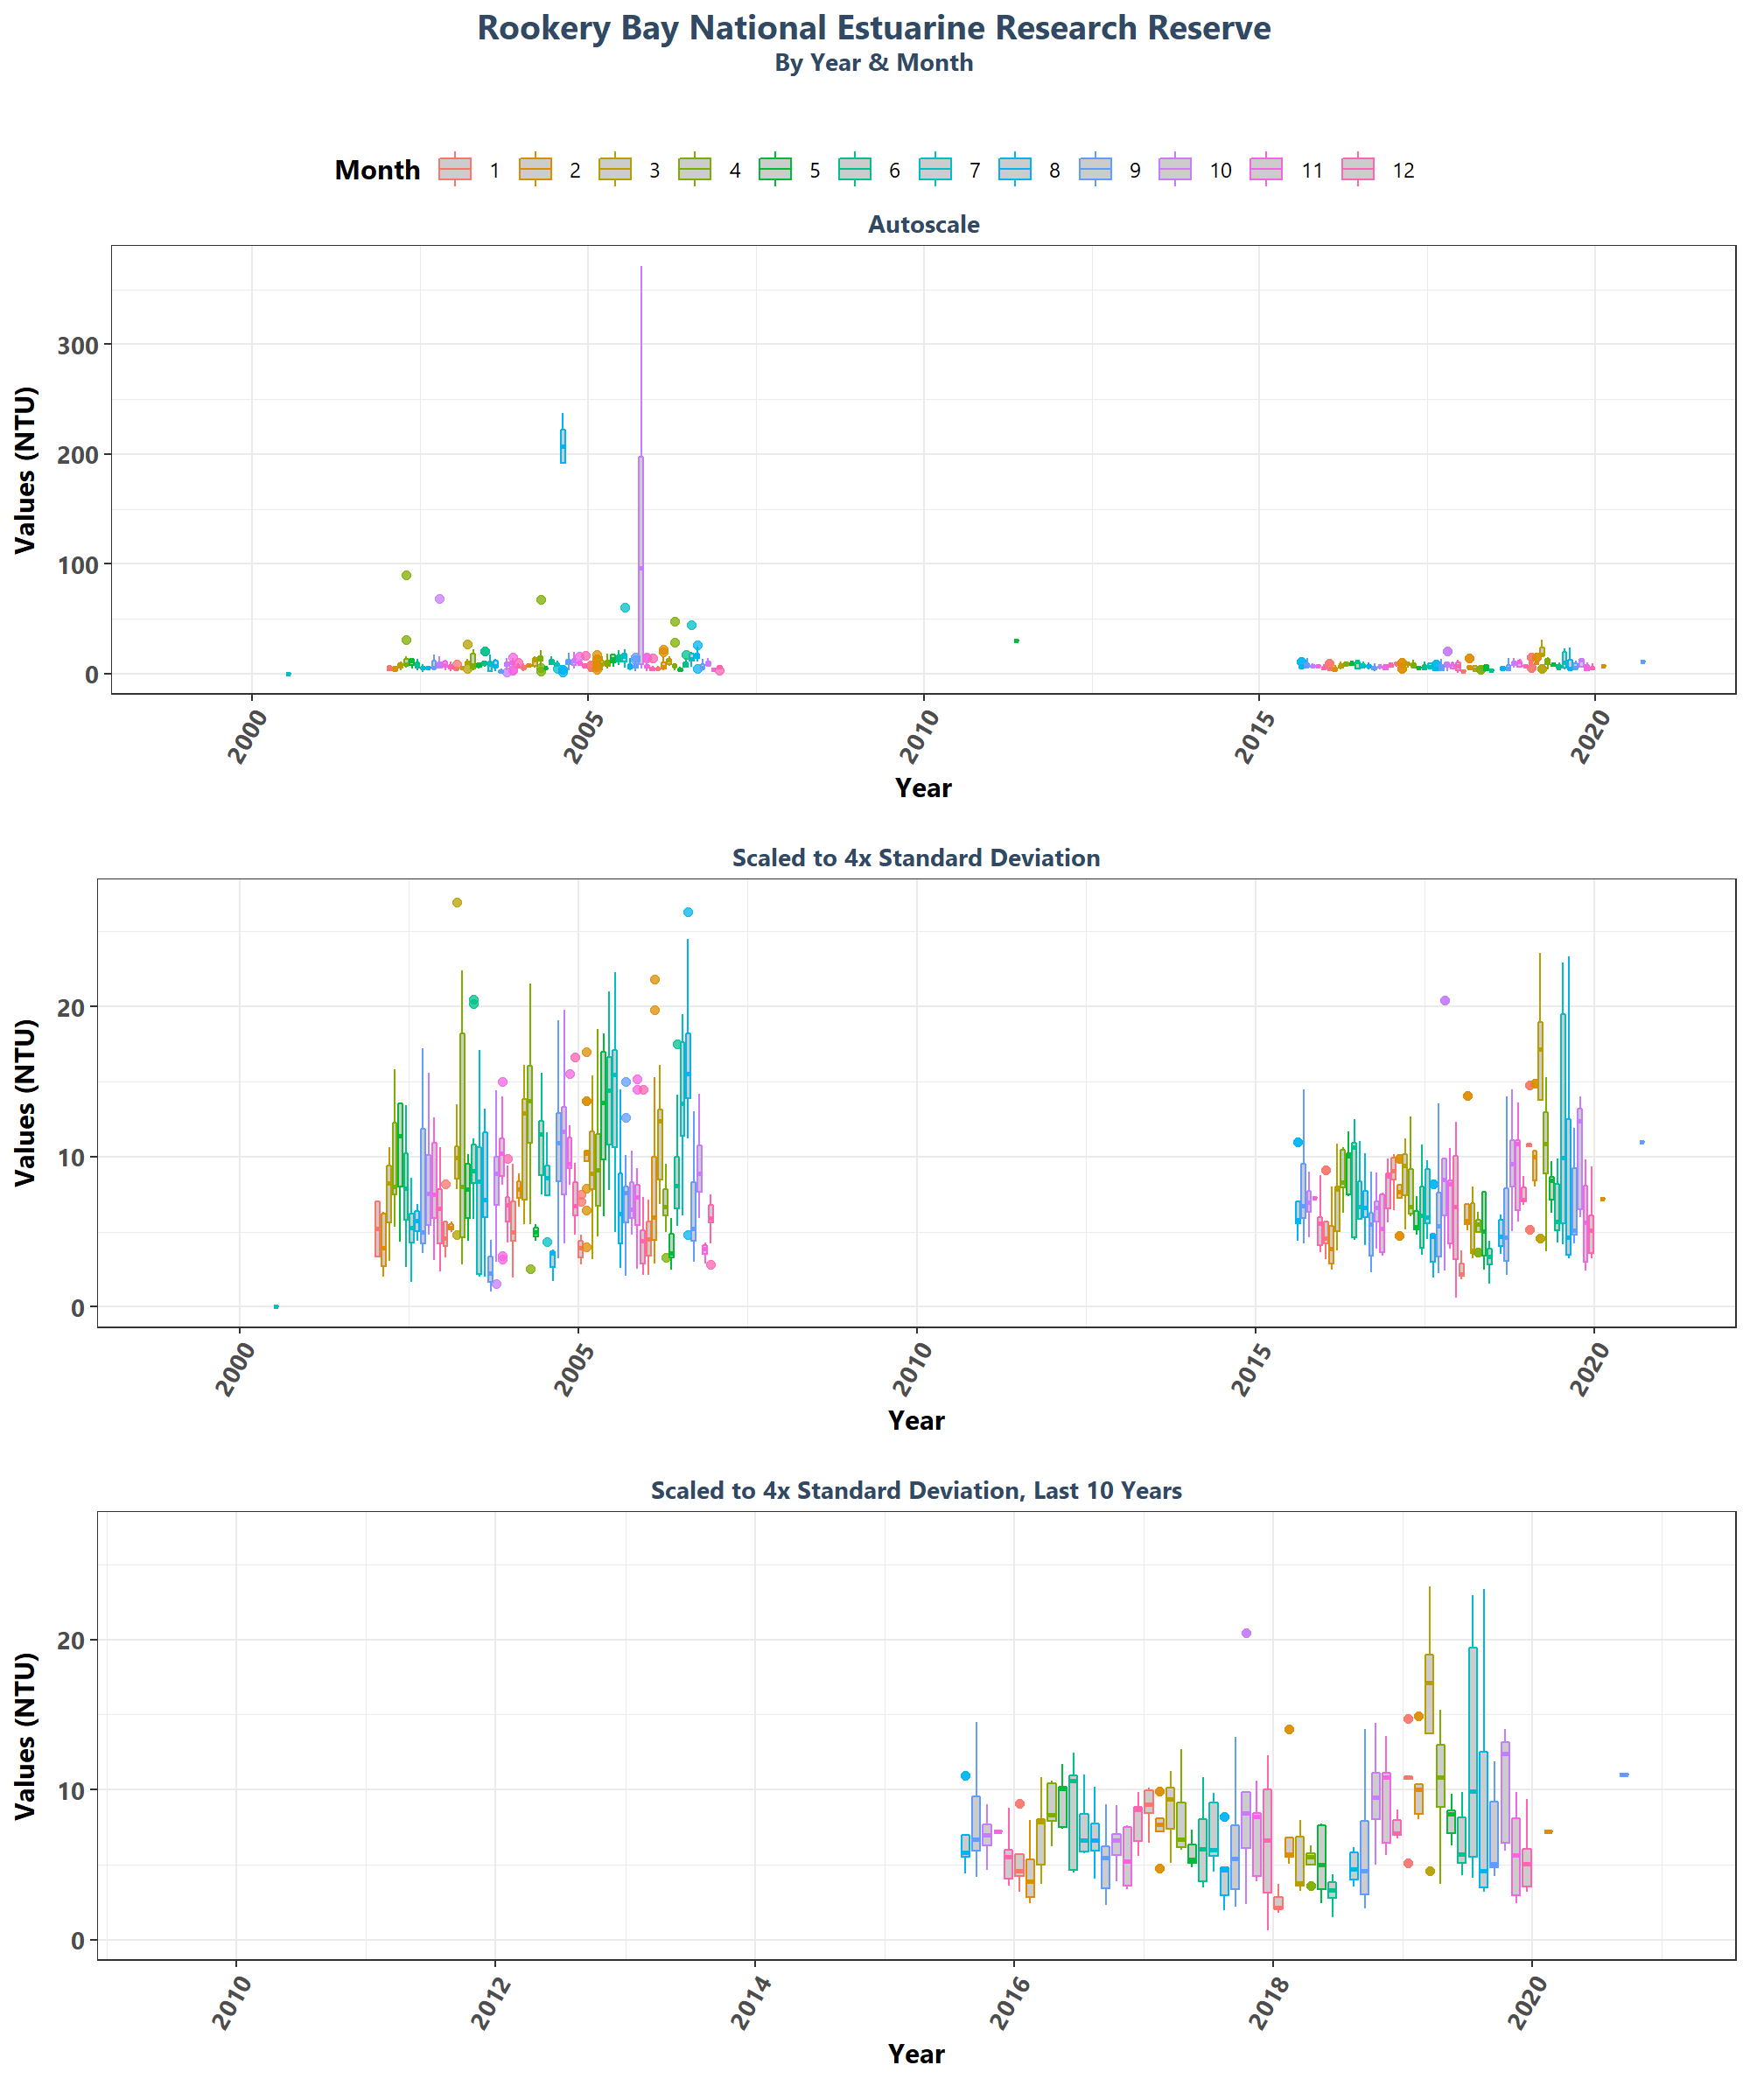 Rookery Bay National Estuarine Research Reserve
By Year & Month
Month 1 2 3 4 5 6 7 8 9 10 11 12
Autoscale
Values (NTU)
300
200
100
0
2000 2005 2010 2015 2020
Year
Scaled to 4x Standard Deviation
Values (NTU)
20
10
0
2000 2005 2010 2015 2020
Year
Scaled to 4x Standard Deviation, Last 10 Years
Values (NTU)
20
10
0
2010 2012 2014 2016 2018 2020
Year